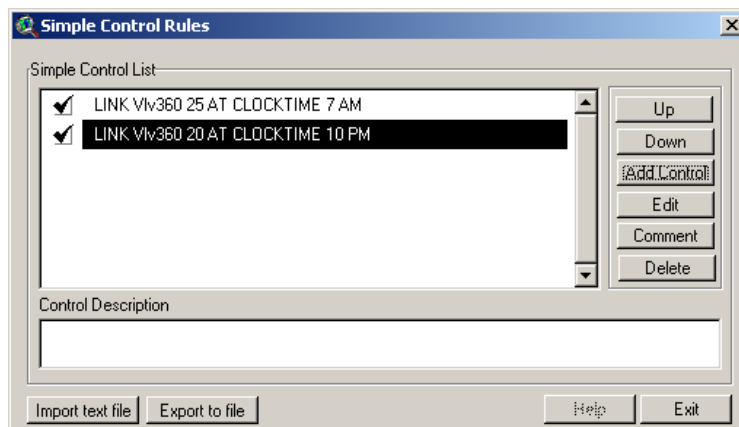 Simple Control Rules
Simple Control List
LINK Vlv360 25 AT CLOCKTIME 7 AM
LINK Vlv360 20 AT CLOCKTIME 10 PM
Up
Down
Add Control
Edit
Comment
Delete
Control Description
Import text file
Export to file
Help
Exit